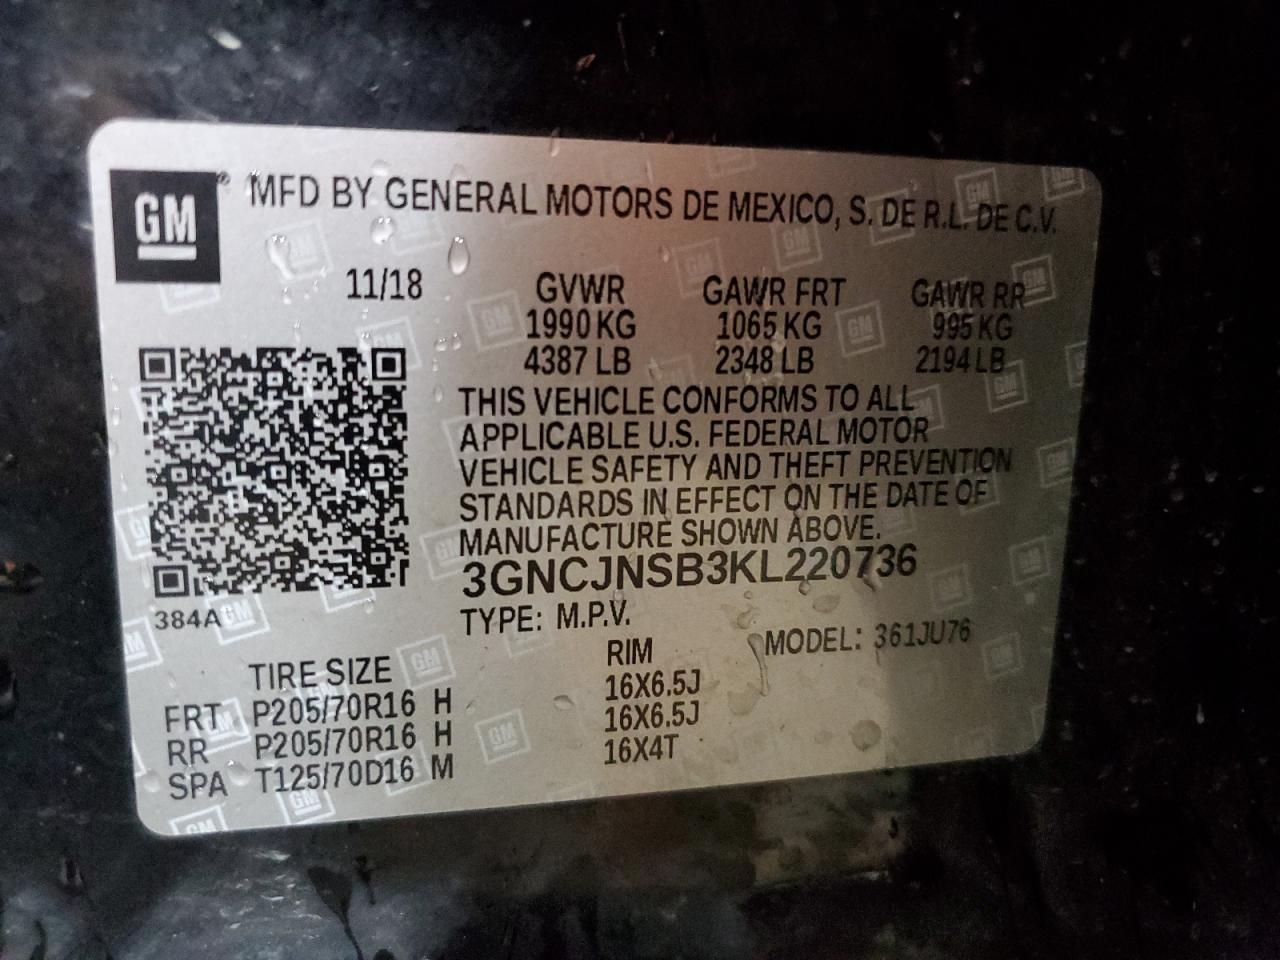 GM® MFD BY GENERAL MOTORS DE MEXICO, S. DE R.L. DE C.V.
11/18 GVWR GAWR FRT GAWR RR
1990 KG 1065 KG 995 KG
4387 LB 2348 LB 2194 LB
THIS VEHICLE CONFORMS TO ALL
APPLICABLE U.S. FEDERAL MOTOR
VEHICLE SAFETY AND THEFT PREVENTION
STANDARDS IN EFFECT ON THE DATE OF
MANUFACTURE SHOWN ABOVE.
3GNCJNSB3KL220736
384A
TYPE: M.P.V.
MODEL: 361JU76
TIRE SIZE RIM
FRT P205/70R16 H 16X6.5J
RR P205/70R16 H 16X6.5J
SPA T125/70D16 M 16X4T